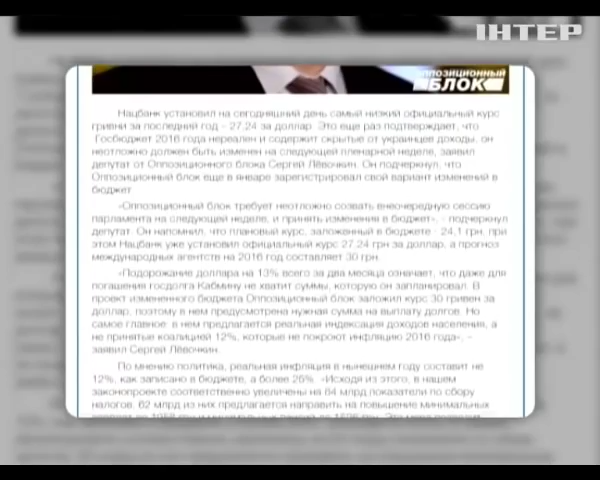 ІНТЕР
ОППОЗИЦИОННЫЙ
БЛОК
Нацбанк установил на сегодняшний день самый низкий официальный курс
гривни за последний год – 27,24 за доллар. Это еще раз подтверждает, что
Госбюджет 2016 года нереален и содержит скрытые от украинцев доходы, он
неотложно должен быть изменен на следующей пленарной неделе, заявил
депутат от Оппозиционного блока Сергей Лёвочкин. Он подчеркнул, что
Оппозиционный блок еще в январе зарегистрировал свой вариант изменений в
бюджет
«Оппозиционный блок требует неотложно созвать внеочередную сессию
парламента на следующей неделе, и принять изменения в бюджет», - подчеркнул
депутат. Он напомнил, что плановый курс, заложенный в бюджете - 24,1 грн, при
этом Нацбанк уже установил официальный курс 27,24 грн за доллар, а прогноз
международных агентств на 2016 год составляет 30 грн.
«Подорожание доллара на 13% всего за два месяца означает, что даже для
погашения госдолга Кабмину не хватит суммы, которую он запланировал. В
проект измененного бюджета Оппозиционный блок заложил курс 30 гривен за
доллар, поэтому в нем предусмотрена нужная сумма на выплату долгов. Но
самое главное: в нем предлагается реальная индексация доходов населения, а
не принятые коалицией 12%, которые не покроют инфляцию 2016 года», -
заявил Сергей Лёвочкин.
По мнению политика, реальная инфляция в нынешнем году составит не
12%, как записано в бюджете, а более 26%. «Исходя из этого, в нашем
законопроекте соответственно увеличены на 84 млрд показатели по сбору
налогов. 62 млрд из них предлагается направить на повышение минимальных